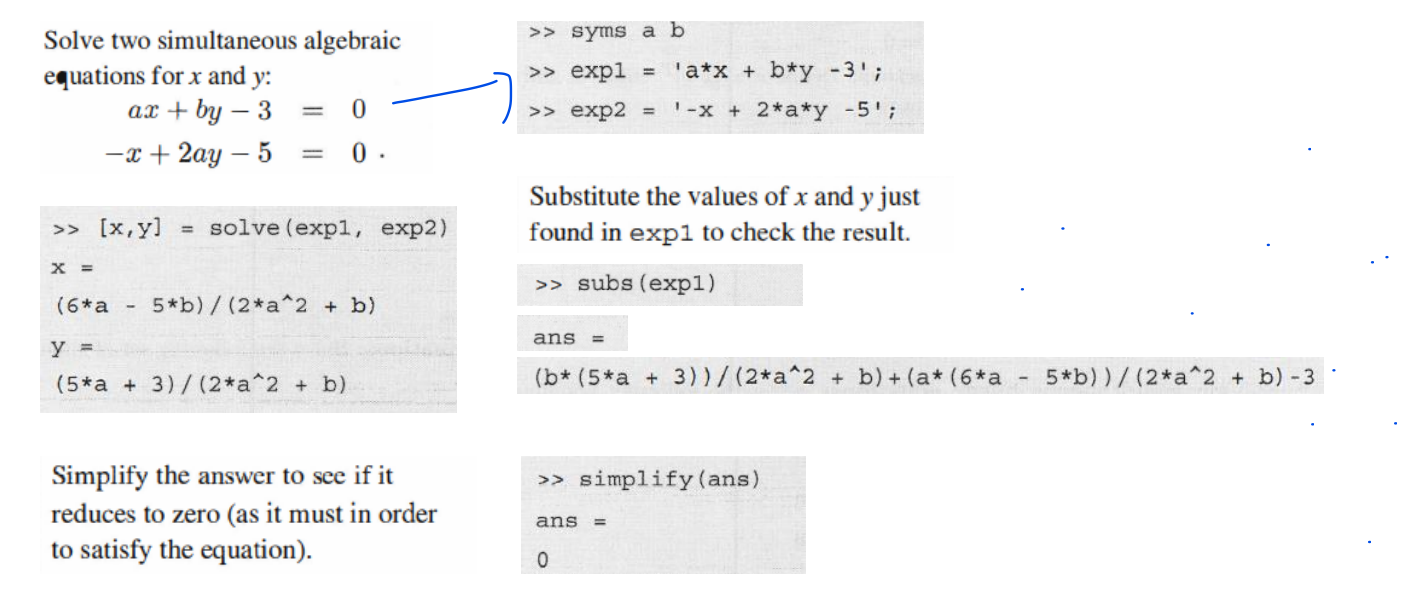 Solve two simultaneous algebraic
equations for x and y:
ax + by − 3 = 0
−x + 2ay − 5 = 0 .
>> syms a b
>> exp1 = 'a*x + b*y -3';
>> exp2 = '-x + 2*a*y -5';
>> [x,y] = solve(exp1, exp2)
x =
(6*a - 5*b)/(2*a^2 + b)
y =
(5*a + 3)/(2*a^2 + b)
Substitute the values of x and y just
found in exp1 to check the result.
>> subs(exp1)
ans =
(b*(5*a + 3))/(2*a^2 + b)+(a*(6*a - 5*b))/(2*a^2 + b)-3
Simplify the answer to see if it
reduces to zero (as it must in order
to satisfy the equation).
>> simplify(ans)
ans =
0